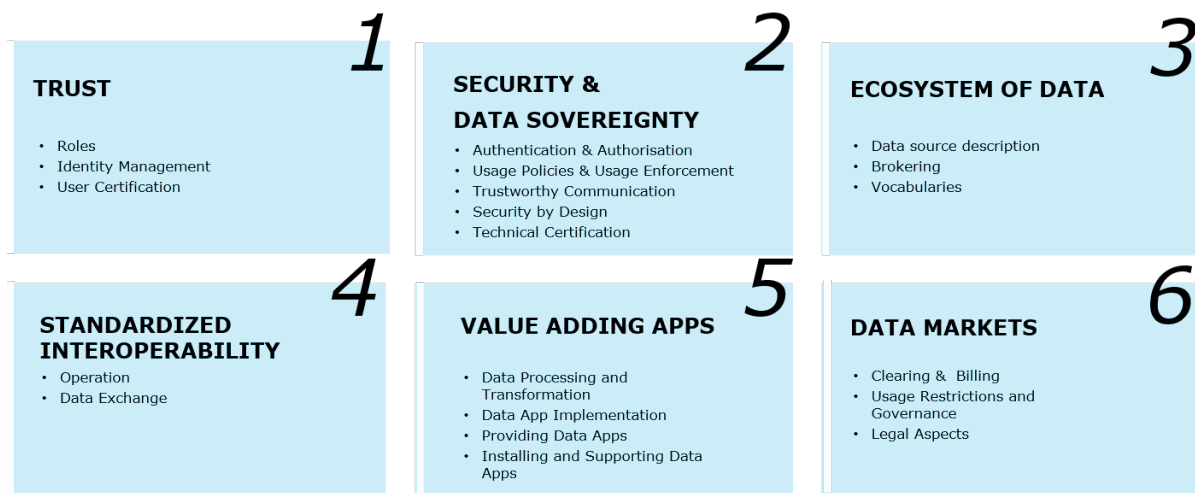 1
TRUST
• Roles
• Identity Management
• User Certification
2
SECURITY &
DATA SOVEREIGNTY
• Authentication & Authorisation
• Usage Policies & Usage Enforcement
• Trustworthy Communication
• Security by Design
• Technical Certification
3
ECOSYSTEM OF DATA
• Data source description
• Brokering
• Vocabularies
4
STANDARDIZED
INTEROPERABILITY
• Operation
• Data Exchange
5
VALUE ADDING APPS
• Data Processing and
Transformation
• Data App Implementation
• Providing Data Apps
• Installing and Supporting Data
Apps
6
DATA MARKETS
• Clearing & Billing
• Usage Restrictions and
Governance
• Legal Aspects